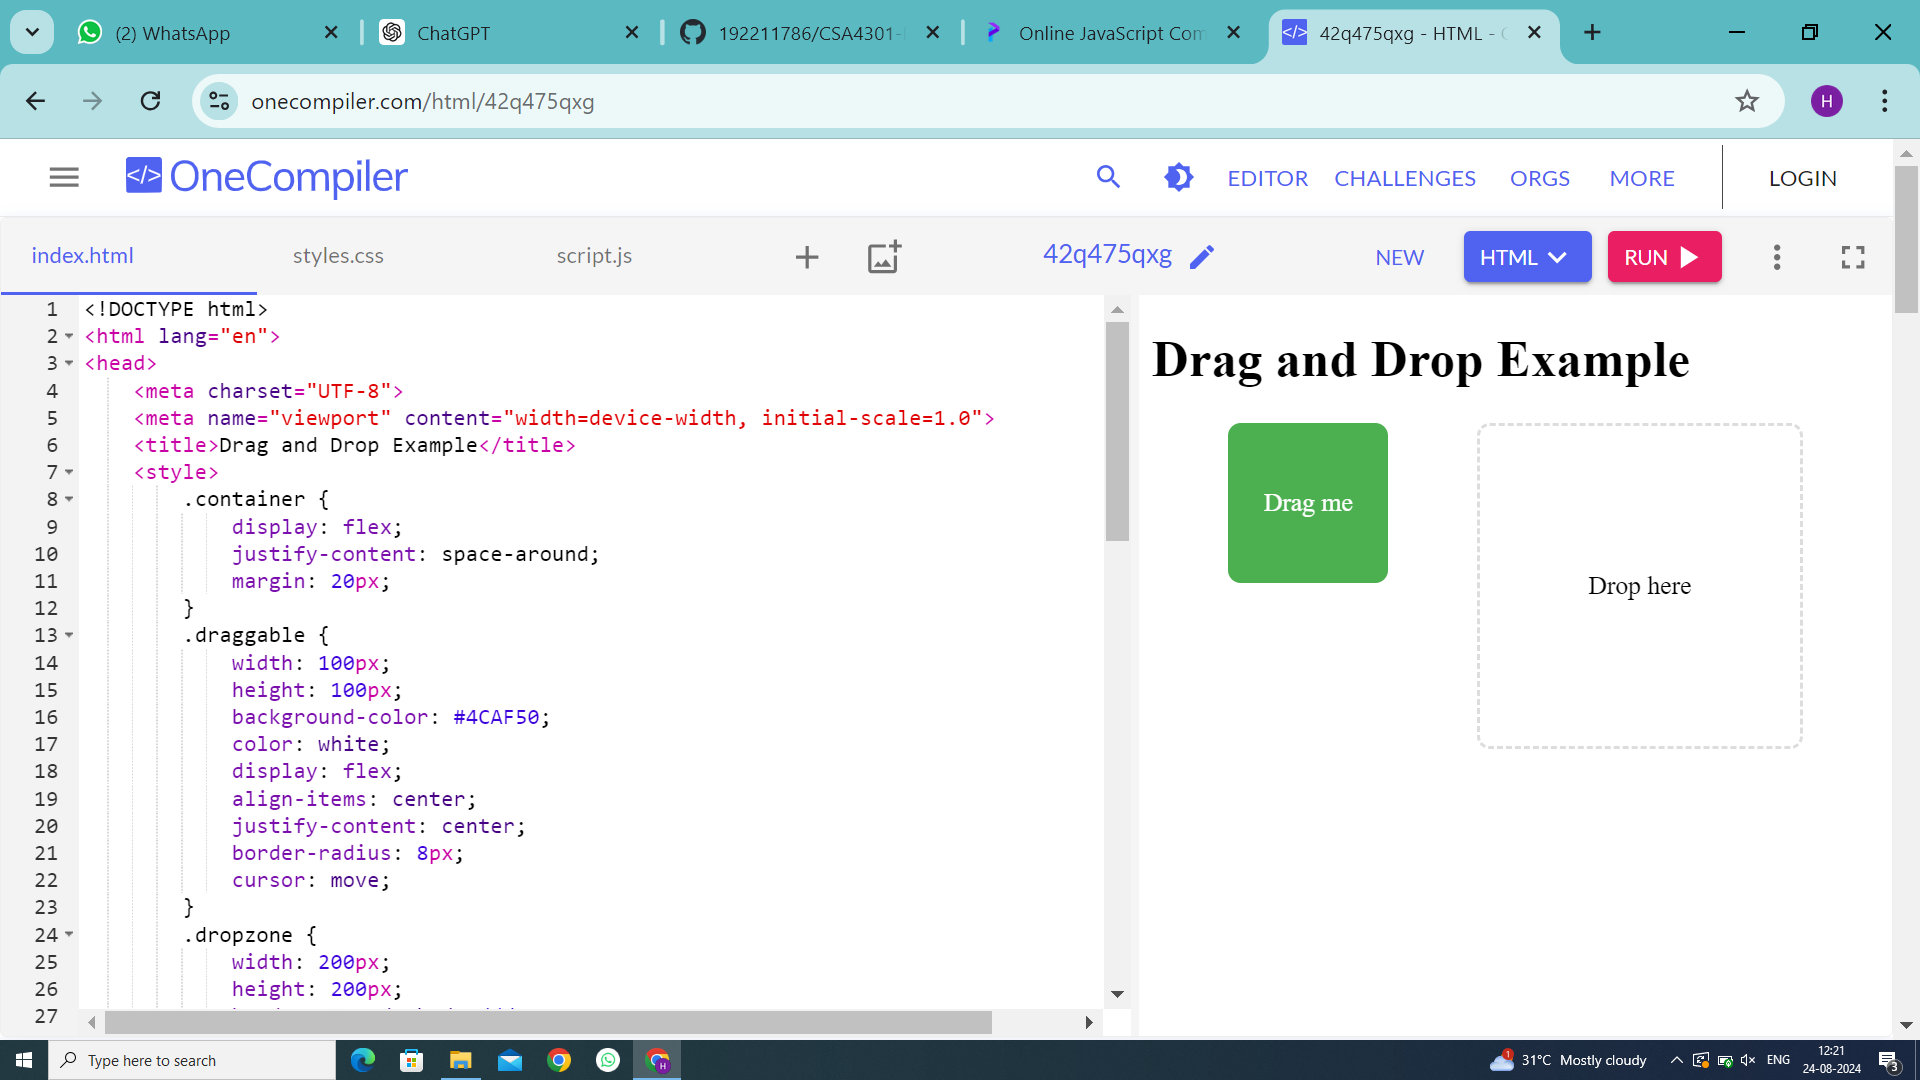 (2) WhatsApp
ChatGPT
192211786/CSA4301-
Online JavaScript Com
42q475qxg - HTML -
onecompiler.com/html/42q475qxg
H
</> OneCompiler
EDITOR
CHALLENGES
ORGS
MORE
LOGIN
index.html
styles.css
script.js
42q475qxg
NEW
HTML
RUN
1 <!DOCTYPE html>
2 <html lang="en">
3 <head>
4 <meta charset="UTF-8">
5 <meta name="viewport" content="width=device-width, initial-scale=1.0">
6 <title>Drag and Drop Example</title>
7 <style>
8 .container {
9 display: flex;
10 justify-content: space-around;
11 margin: 20px;
12 }
13 .draggable {
14 width: 100px;
15 height: 100px;
16 background-color: #4CAF50;
17 color: white;
18 display: flex;
19 align-items: center;
20 justify-content: center;
21 border-radius: 8px;
22 cursor: move;
23 }
24 .dropzone {
25 width: 200px;
26 height: 200px;
27
Drag and Drop Example
Drag me
Drop here
Type here to search
H
1
31°C Mostly cloudy
ENG
12:21
24-08-2024
3